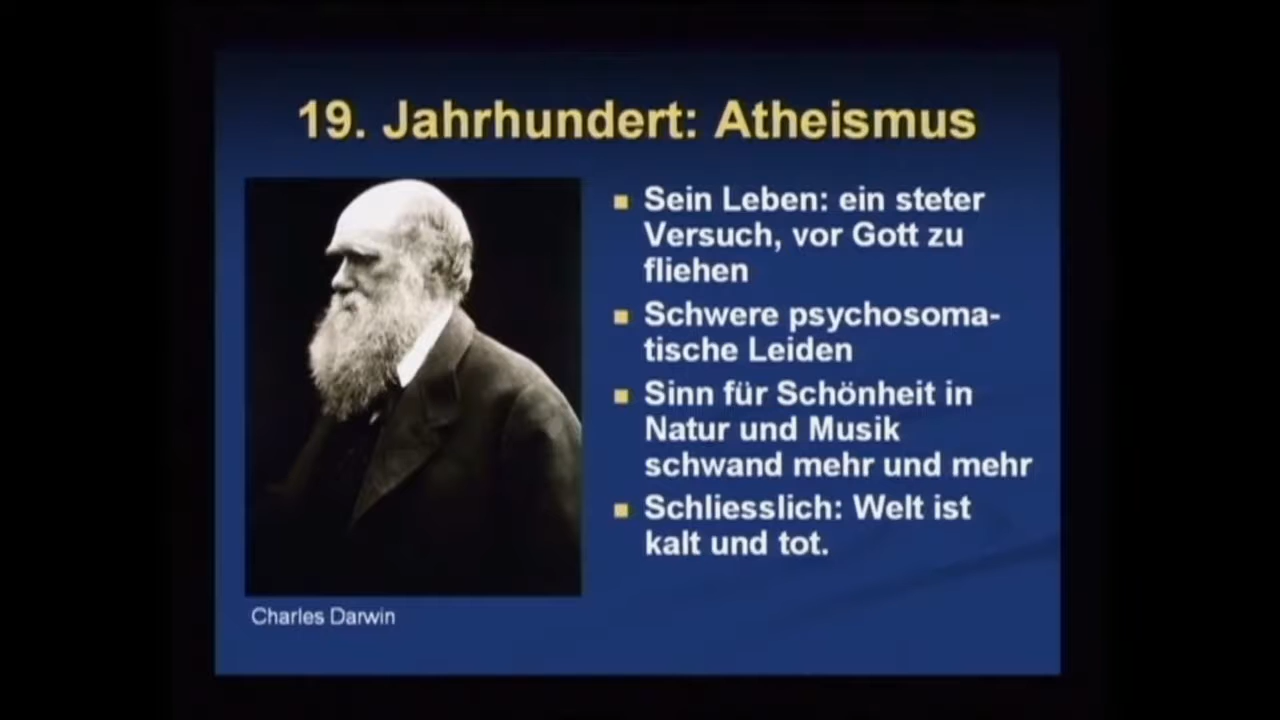 19. Jahrhundert: Atheismus
Sein Leben: ein steter
Versuch, vor Gott zu
fliehen
Schwere psychosoma-
tische Leiden
Sinn für Schönheit in
Natur und Musik
schwand mehr und mehr
Schliesslich: Welt ist
kalt und tot.
Charles Darwin